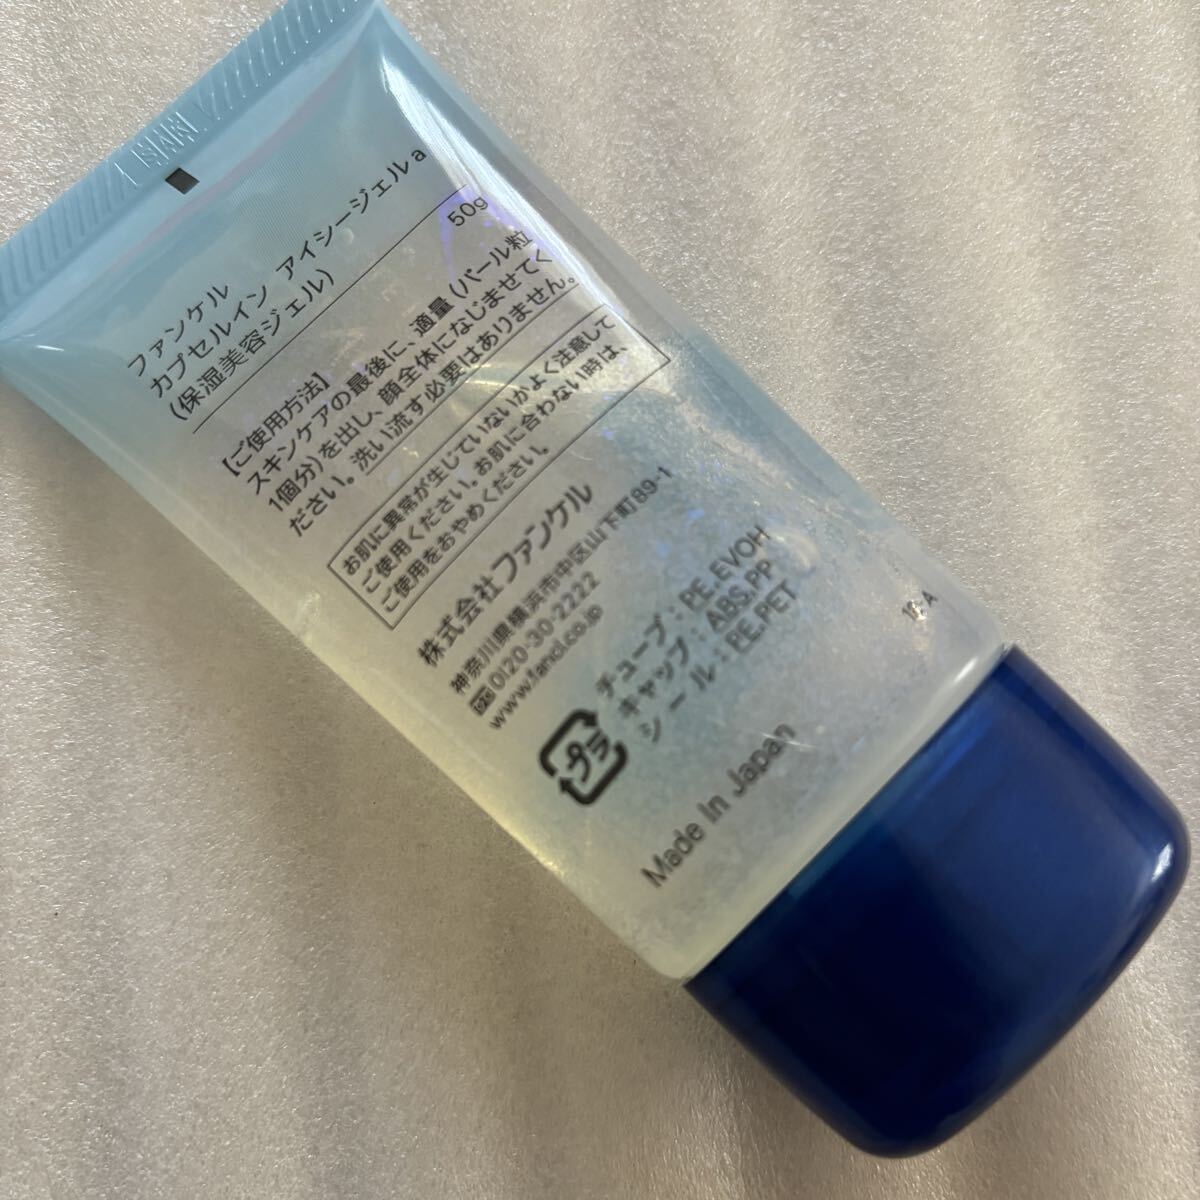 ファンケル
カプセルイン アイシージェルa
(保湿美容ジェル) 50g
【ご使用方法】
スキンケアの最後に、適量(パール粒
1個分)を出し、顔全体になじませてく
ださい。洗い流す必要はありません。
お肌に異常が生じていないかよく注意して
ご使用ください。お肌に合わない時は、
ご使用をおやめください。
株式会社ファンケル
神奈川県横浜市中区山下町89-1
0120-30-2222
www.fancl.co.jp
プラ
チューブ:PE.EVOH
キャップ:ABS.PP
シール:PE.PET
Made In Japan